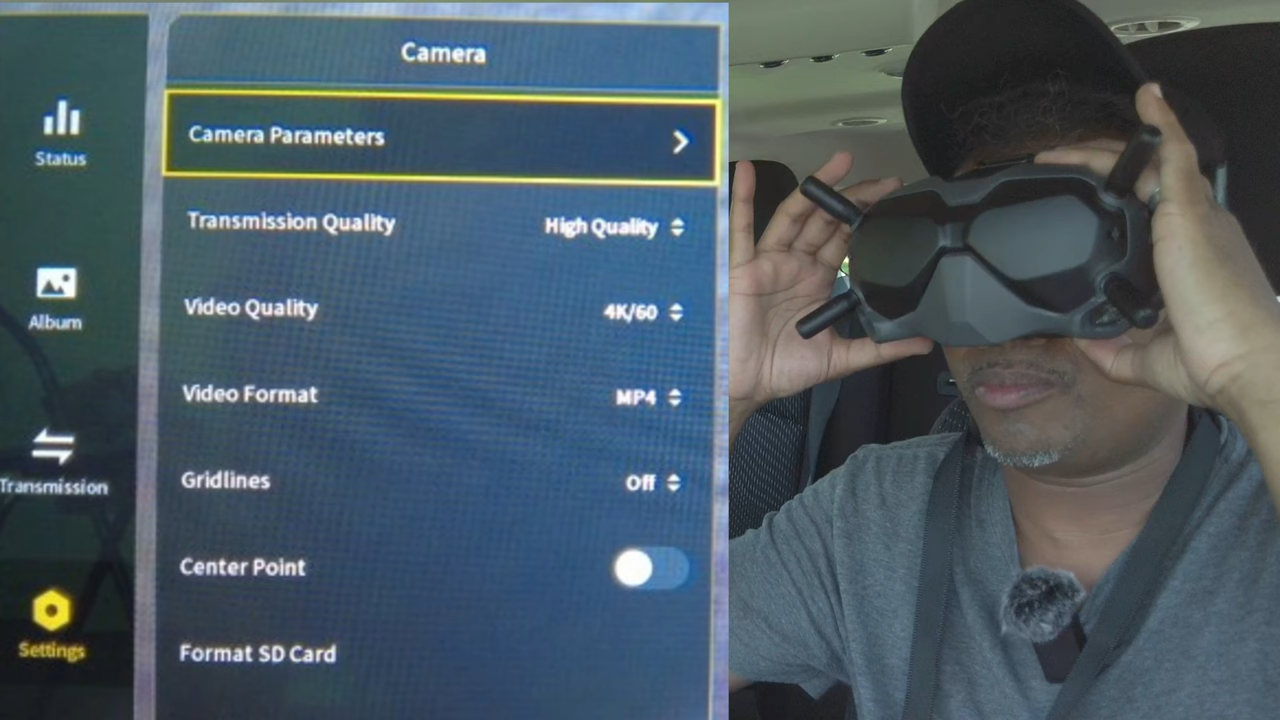 Camera
Camera Parameters
Transmission Quality High Quality
Video Quality 4K/60
Video Format MP4
Gridlines Off
Center Point
Format SD Card
Status
Album
Transmission
Settings